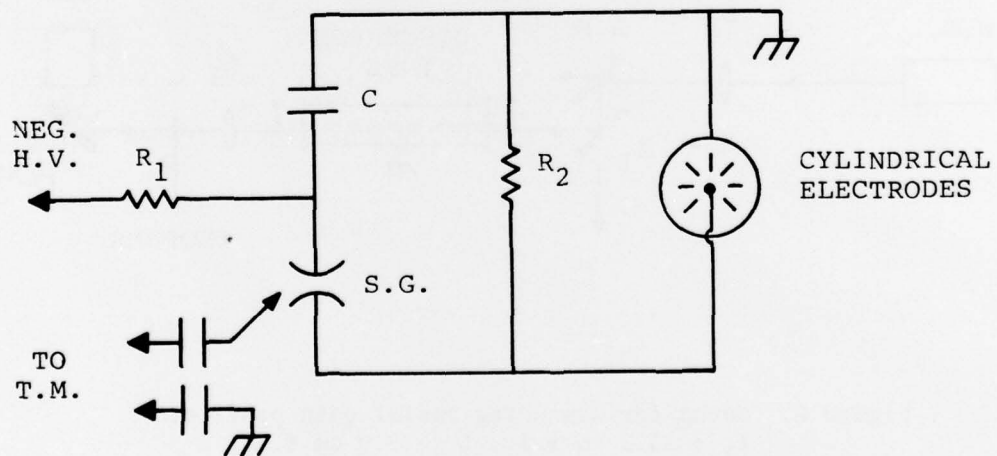 C
NEG.
H.V.
R1
R2
CYLINDRICAL
ELECTRODES
S.G.
TO
T.M.